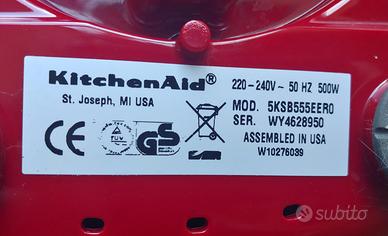 KitchenAid®
St. Joseph, MI USA
220-240V~ 50 HZ 500W
MOD. 5KSB555EER0
SER. WY4628950
ASSEMBLED IN USA
W10276039
CE
TÜV
GS
subito